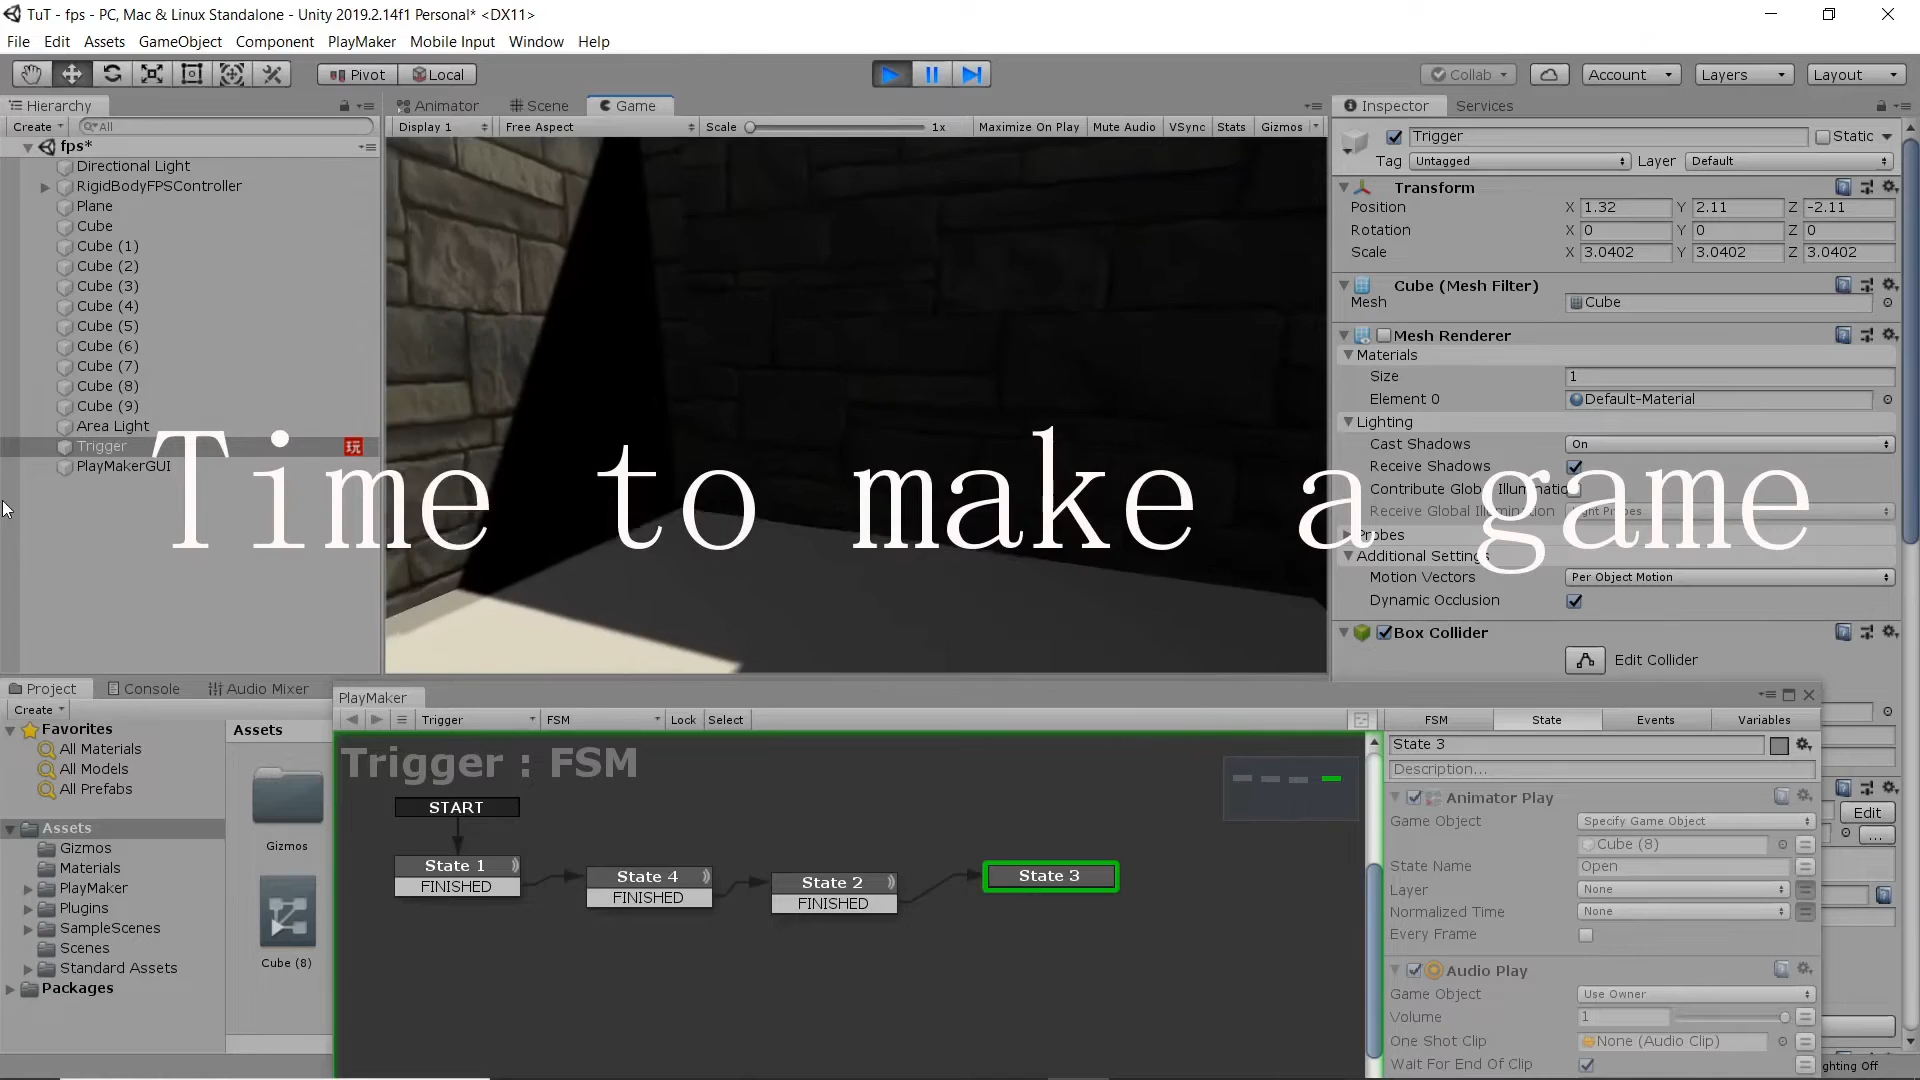 TuT - fps - PC, Mac & Linux Standalone - Unity 2019.2.14f1 Personal* <DX11>
File Edit Assets GameObject Component PlayMaker Mobile Input Window Help
Pivot Local Collab Account Layers Layout
Hierarchy Animator Scene Game Inspector Services
Create All Display 1 Free Aspect Scale 1x Maximize On Play Mute Audio VSync Stats Gizmos
fps*
Directional Light
RigidBodyFPSController
Plane
Cube
Cube (1)
Cube (2)
Cube (3)
Cube (4)
Cube (5)
Cube (6)
Cube (7)
Cube (8)
Cube (9)
Area Light
Trigger 玩
PlayMakerGUI
Time to make a game
Trigger Static
Tag Untagged Layer Default
Transform
Position X 1.32 Y 2.11 Z -2.11
Rotation X 0 Y 0 Z 0
Scale X 3.0402 Y 3.0402 Z 3.0402
Cube (Mesh Filter)
Mesh Cube
Mesh Renderer
Materials
Size 1
Element 0 Default-Material
Lighting
Cast Shadows On
Receive Shadows
Contribute Global Illumination
Receive Global Illumination Light Probes
Probes
Additional Settings
Motion Vectors Per Object Motion
Dynamic Occlusion
Box Collider
Edit Collider
Project Console Audio Mixer
Create
Favorites
All Materials
All Models
All Prefabs
Assets
Gizmos
Materials
PlayMaker
Plugins
SampleScenes
Scenes
Standard Assets
Packages
Assets
Gizmos
Cube (8)
PlayMaker
Trigger FSM Lock Select
Trigger : FSM
START
State 1
FINISHED
State 4
FINISHED
State 2
FINISHED
State 3
FSM State Events Variables
State 3
Description...
Animator Play
Game Object Specify Game Object
Cube (8)
State Name Open
Layer None
Normalized Time None
Every Frame
Audio Play
Game Object Use Owner
Volume 1
One Shot Clip None (Audio Clip)
Wait For End Of Clip
Edit
...
ghting Off